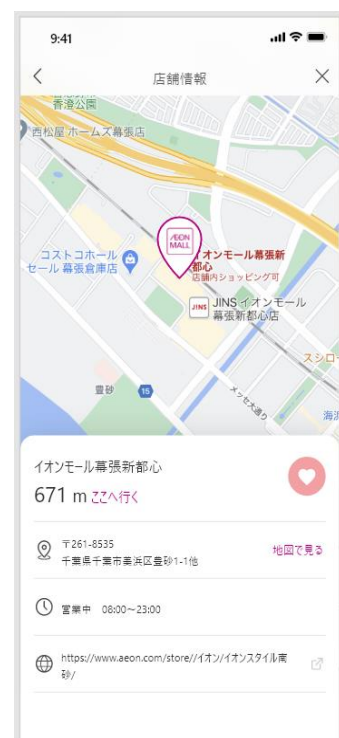 9:41
店舗情報
香澄公園
西松屋 ホームズ幕張店
AEON
MALL
コストコホール
セール 幕張倉庫店
イオンモール幕張新
都心
店舗内ショッピング可
JINS
JINS イオンモール
幕張新都心店
スシロー
豊砂
15
メッセ大通り
海浜
イオンモール幕張新都心
671 m ここへ行く
〒261-8535
千葉県千葉市美浜区豊砂1-1他
地図で見る
営業中 08:00~23:00
https://www.aeon.com/store//イオン/イオンスタイル南
砂/